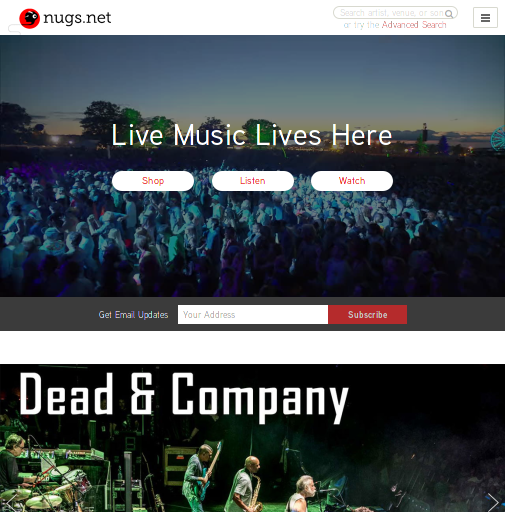 nugs.net
Search artist, venue, or son
or try the Advanced Search
Live Music Lives Here
Shop
Listen
Watch
Get Email Updates
Your Address
Subscribe
Dead & Company